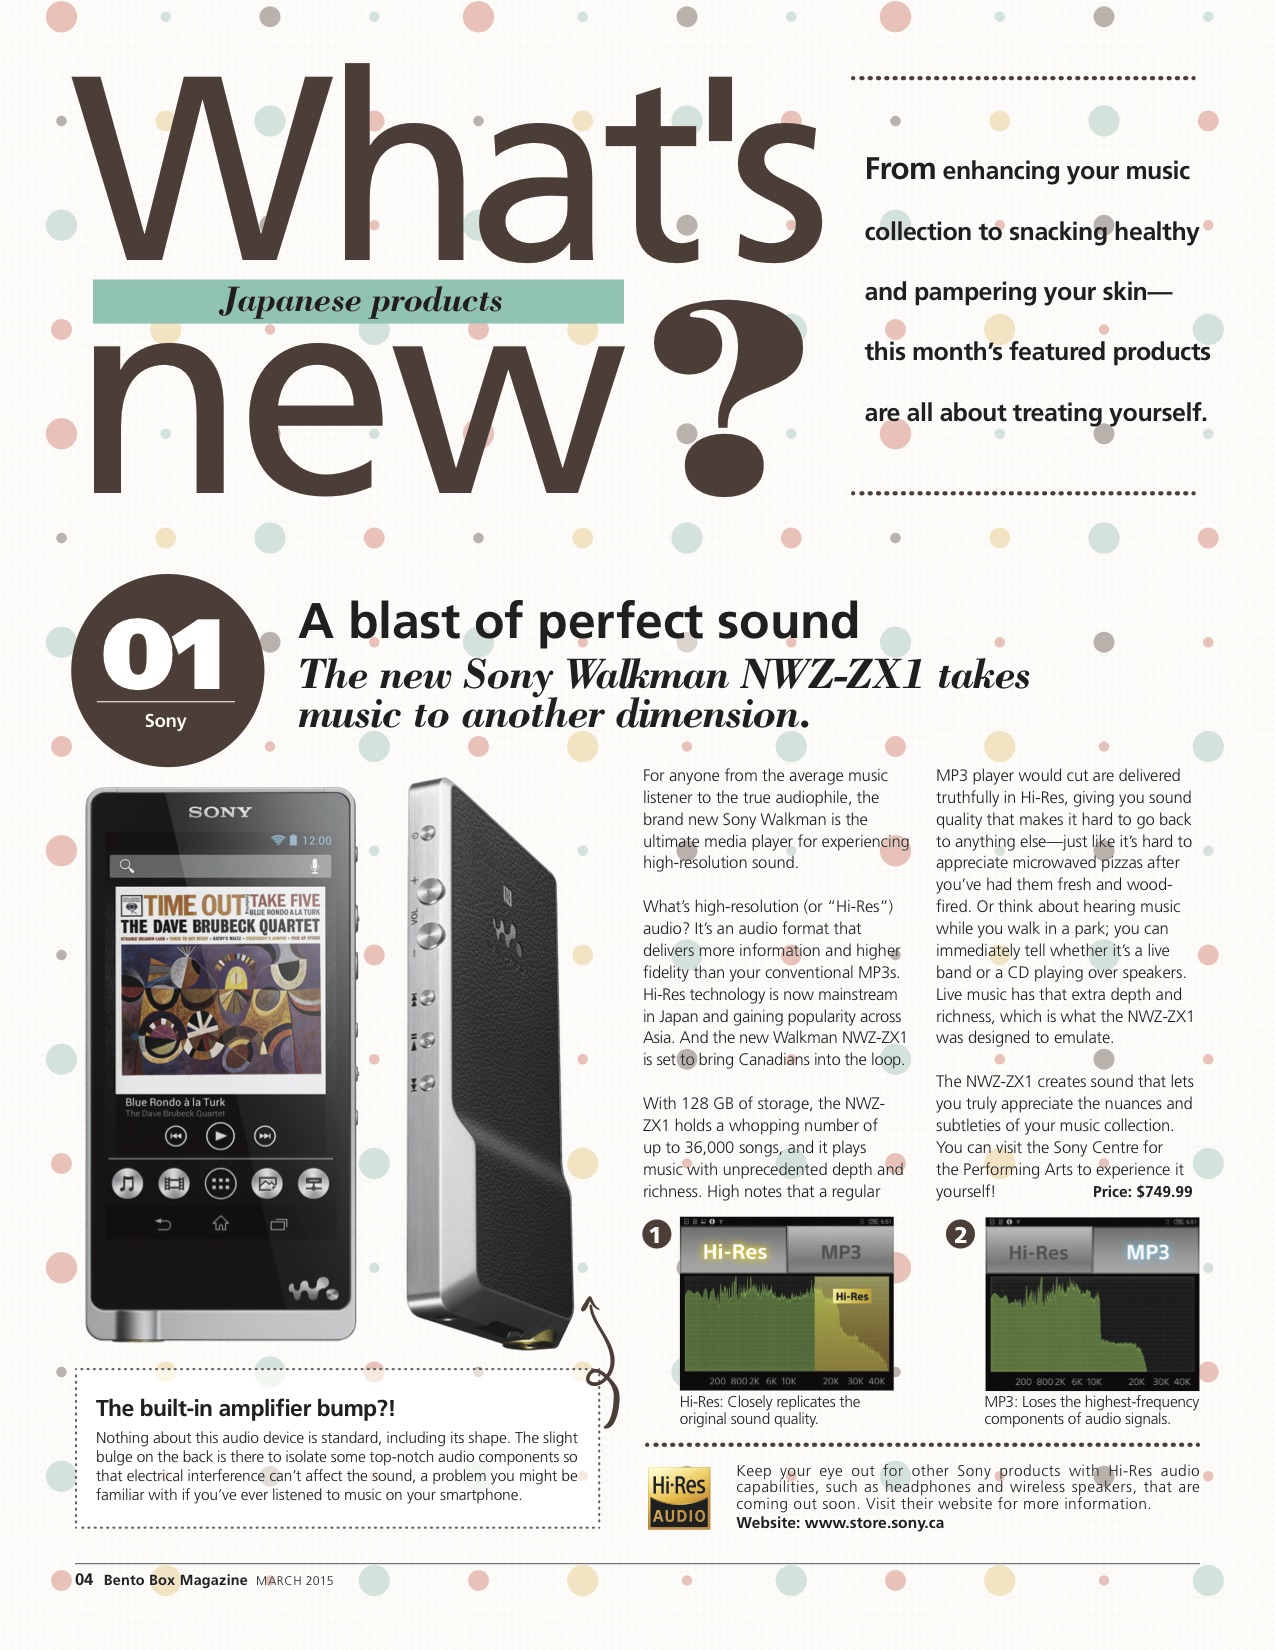 What's
Japanese products
new?
From enhancing your music
collection to snacking healthy
and pampering your skin—
this month's featured products
are all about treating yourself.
01
Sony
A blast of perfect sound
The new Sony Walkman NWZ-ZX1 takes
music to another dimension.
SONY
12:00
TIME OUT
TAKE FIVE
BLUE RONDO A LA TURK
THE DAVE BRUBECK QUARTET
STRANGE MEADOW LARK • THREE TO GET READY • KATHY'S WALTZ • EVERYBODY'S JUMPIN' • PICK UP STICKS
Blue Rondo à la Turk
The Dave Brubeck Quartet
+
VOL
−
For anyone from the average music
listener to the true audiophile, the
brand new Sony Walkman is the
ultimate media player for experiencing
high-resolution sound.
What's high-resolution (or “Hi-Res”)
audio? It's an audio format that
delivers more information and higher
fidelity than your conventional MP3s.
Hi-Res technology is now mainstream
in Japan and gaining popularity across
Asia. And the new Walkman NWZ-ZX1
is set to bring Canadians into the loop.
With 128 GB of storage, the NWZ-
ZX1 holds a whopping number of
up to 36,000 songs, and it plays
music with unprecedented depth and
richness. High notes that a regular
MP3 player would cut are delivered
truthfully in Hi-Res, giving you sound
quality that makes it hard to go back
to anything else—just like it's hard to
appreciate microwaved pizzas after
you've had them fresh and wood-
fired. Or think about hearing music
while you walk in a park; you can
immediately tell whether it's a live
band or a CD playing over speakers.
Live music has that extra depth and
richness, which is what the NWZ-ZX1
was designed to emulate.
The NWZ-ZX1 creates sound that lets
you truly appreciate the nuances and
subtleties of your music collection.
You can visit the Sony Centre for
the Performing Arts to experience it
yourself! Price: $749.99
1
6:51
Hi-Res MP3
Hi-Res
200 800 2K 6K 10K 20K 30K 40K
Hi-Res: Closely replicates the
original sound quality.
2
6:51
Hi-Res MP3
200 800 2K 6K 10K 20K 30K 40K
MP3: Loses the highest-frequency
components of audio signals.
The built-in amplifier bump?!
Nothing about this audio device is standard, including its shape. The slight
bulge on the back is there to isolate some top-notch audio components so
that electrical interference can't affect the sound, a problem you might be
familiar with if you've ever listened to music on your smartphone.
Hi-Res
AUDIO
Keep your eye out for other Sony products with Hi-Res audio
capabilities, such as headphones and wireless speakers, that are
coming out soon. Visit their website for more information.
Website: www.store.sony.ca
04 Bento Box Magazine MARCH 2015